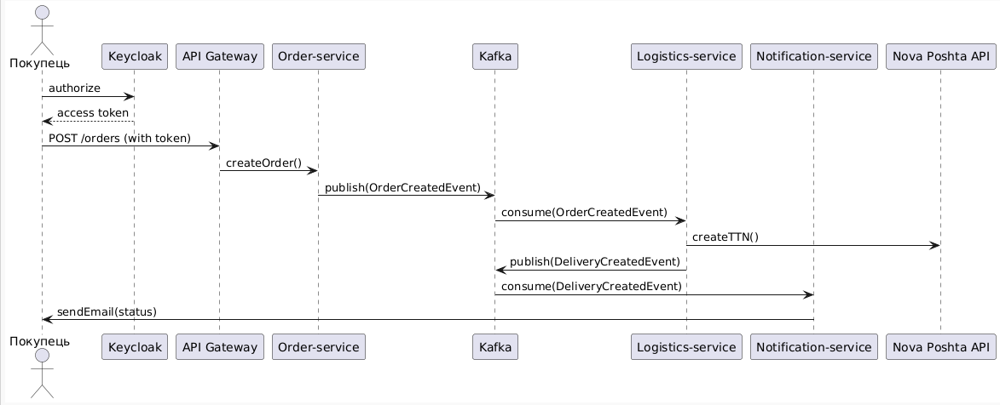 Покупець
Keycloak
API Gateway
Order-service
Kafka
Logistics-service
Notification-service
Nova Poshta API
authorize
access token
POST /orders (with token)
createOrder()
publish(OrderCreatedEvent)
consume(OrderCreatedEvent)
createTTN()
publish(DeliveryCreatedEvent)
consume(DeliveryCreatedEvent)
sendEmail(status)
Покупець
Keycloak
API Gateway
Order-service
Kafka
Logistics-service
Notification-service
Nova Poshta API